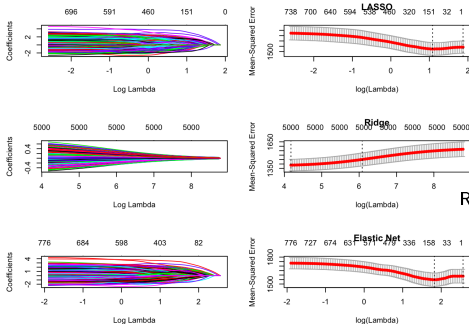 LASSO
696 591 460 151 0
738 700 640 594 538 460 320 151 32 1
Coefficients
-2 2
-2 -1 0 1 2
Log Lambda
Mean-Squared Error
1500
-2 -1 0 1 2
log(Lambda)
Ridge
5000 5000 5000 5000 5000
5000 5000 5000 5000 5000 5000 5000 5000 5000
Coefficients
-0.4 0.4
4 5 6 7 8
Log Lambda
Mean-Squared Error
1350 1650
4 5 6 7 8
log(Lambda)
R
Elastic Net
776 684 598 403 82
776 727 674 631 571 479 336 158 33 1
Coefficients
-2 2 4
-2 -1 0 1 2
Log Lambda
Mean-Squared Error
1500 1800
-2 -1 0 1 2
log(Lambda)